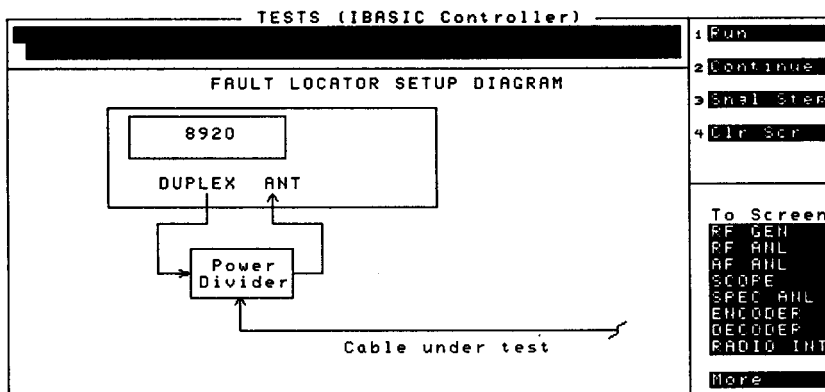 TESTS (IBASIC Controller)
FAULT LOCATOR SETUP DIAGRAM
8920
DUPLEX ANT
Power
Divider
Cable under test
1 Run
2 Continue
3 Sngl Step
4 Clr Scr
To Screen
RF GEN
RF ANL
AF ANL
SCOPE
SPEC ANL
ENCODER
DECODER
RADIO INT
More